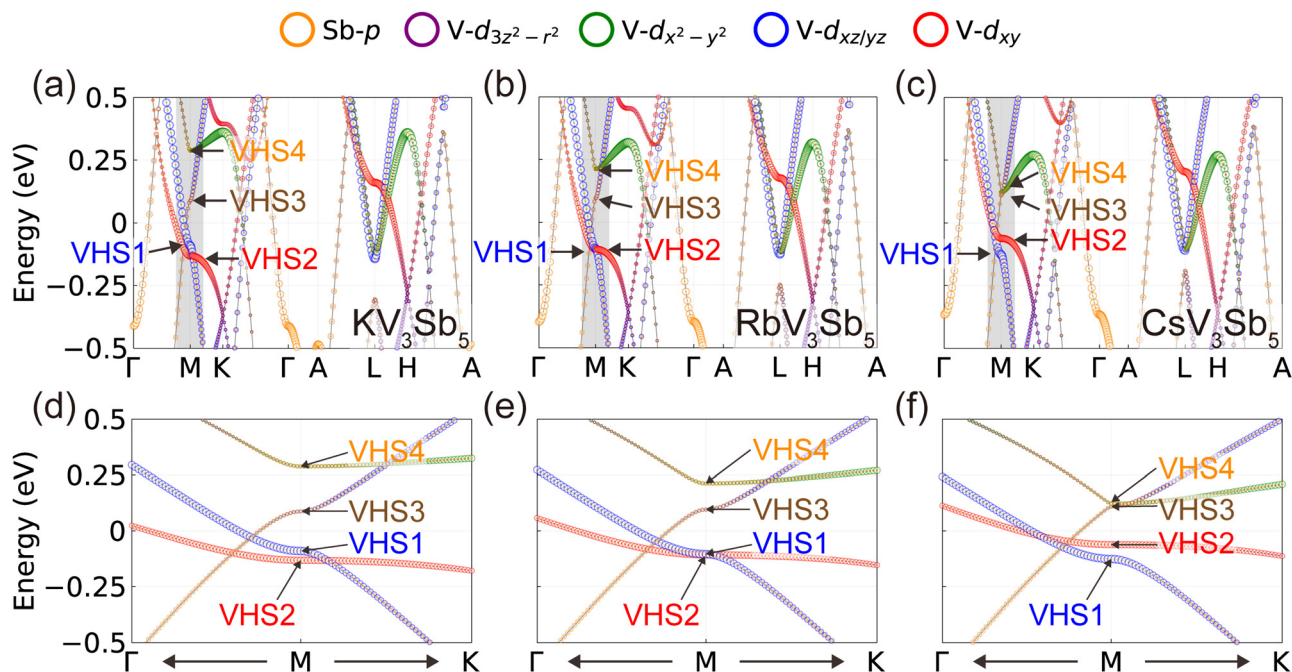 Sb-p V-d3z²−r² V-dx²−y² V-dxz/yz V-dxy
(a) (b) (c)
Energy (eV)
0.5
0.25
0
−0.25
−0.5
VHS4
VHS3
VHS1
VHS2
KV3Sb5
Γ M K Γ A L H A
VHS4
VHS3
VHS1
VHS2
RbV3Sb5
Γ M K Γ A L H A
VHS4
VHS3
VHS2
VHS1
CsV3Sb5
Γ M K Γ A L H A
(d) (e) (f)
Energy (eV)
0.5
0.25
0
−0.25
−0.5
VHS4
VHS3
VHS1
VHS2
Γ M K
VHS4
VHS3
VHS1
VHS2
Γ M K
VHS4
VHS3
VHS2
VHS1
Γ M K